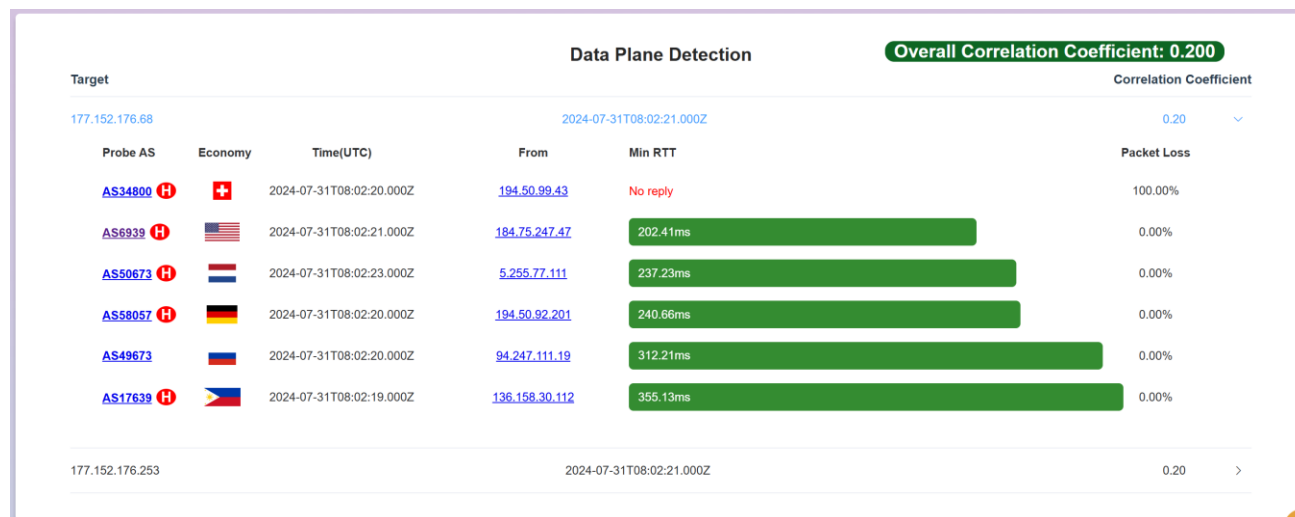 Data Plane Detection
Overall Correlation Coefficient: 0.200
Target Correlation Coefficient
177.152.176.68 2024-07-31T08:02:21.000Z 0.20
Probe AS Economy Time(UTC) From Min RTT Packet Loss
AS34800 H 2024-07-31T08:02:20.000Z 194.50.99.43 No reply 100.00%
AS6939 H 2024-07-31T08:02:21.000Z 184.75.247.47 202.41ms 0.00%
AS50673 H 2024-07-31T08:02:23.000Z 5.255.77.111 237.23ms 0.00%
AS58057 H 2024-07-31T08:02:20.000Z 194.50.92.201 240.66ms 0.00%
AS49673 2024-07-31T08:02:20.000Z 94.247.111.19 312.21ms 0.00%
AS17639 H 2024-07-31T08:02:19.000Z 136.158.30.112 355.13ms 0.00%
177.152.176.253 2024-07-31T08:02:21.000Z 0.20